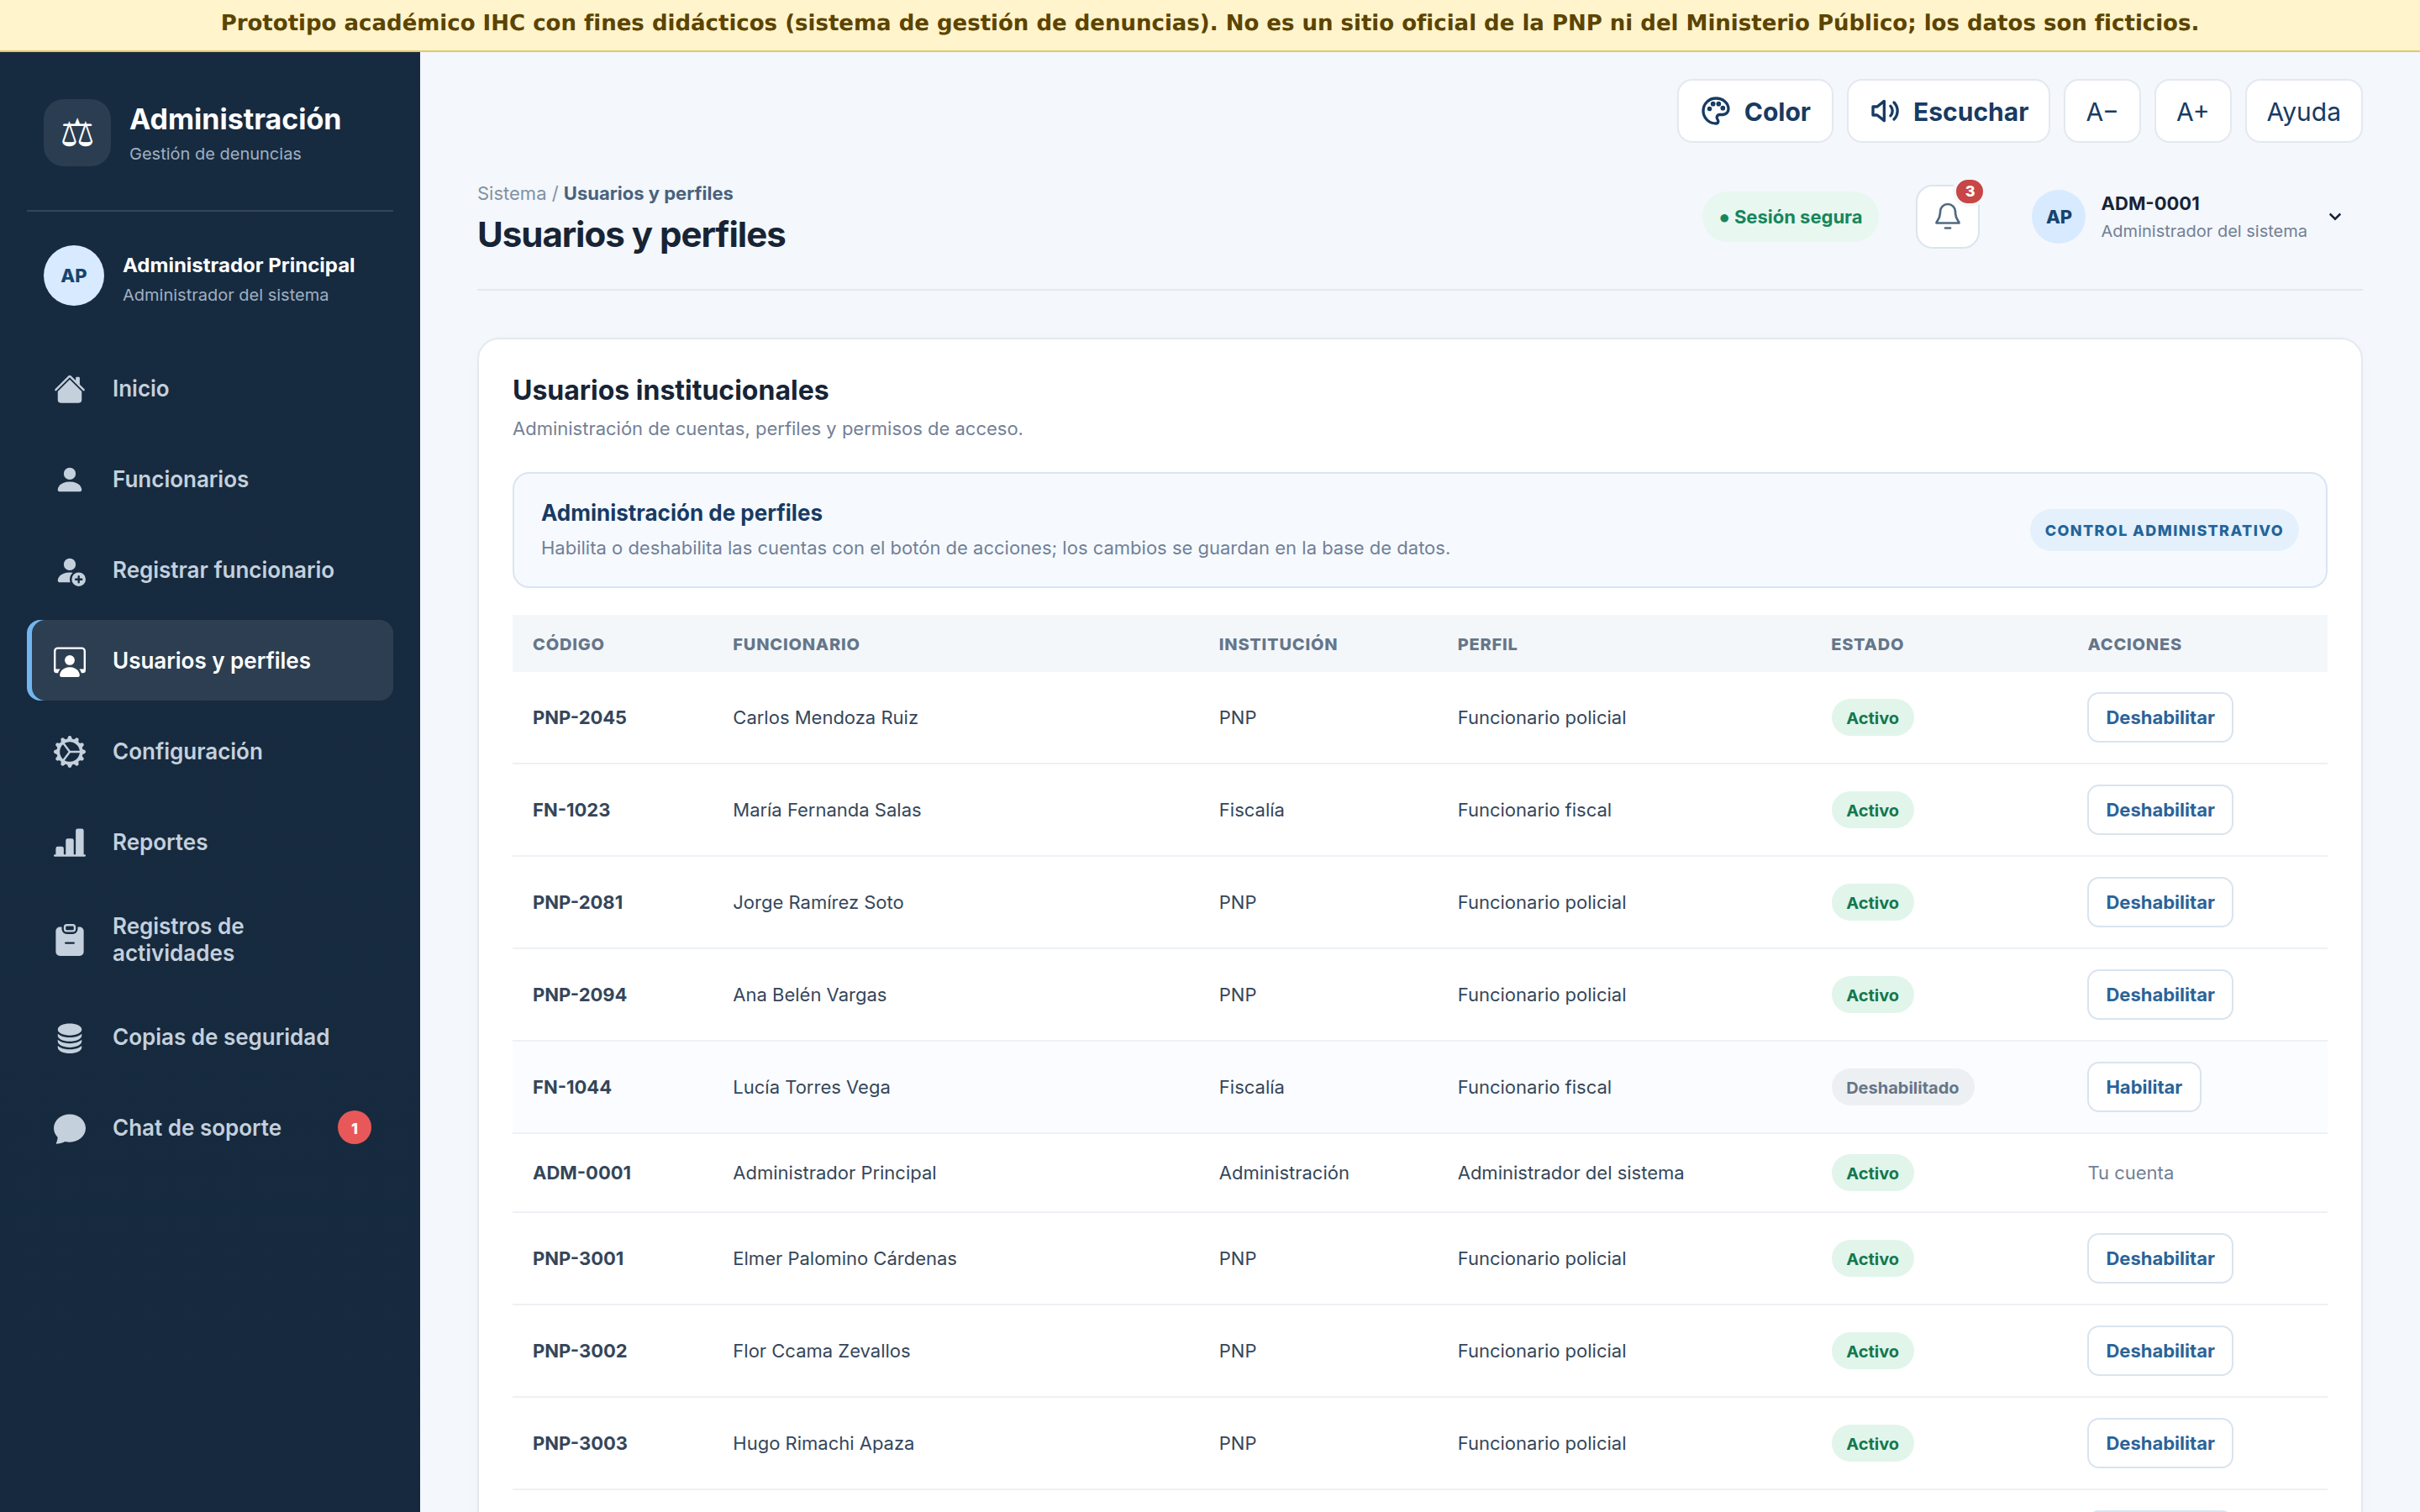 Prototipo académico IHC con fines didácticos (sistema de gestión de denuncias). No es un sitio oficial de la PNP ni del Ministerio Público; los datos son ficticios.
Administración
Gestión de denuncias
AP
Administrador Principal
Administrador del sistema
Inicio
Funcionarios
Registrar funcionario
Usuarios y perfiles
Configuración
Reportes
Registros de
actividades
Copias de seguridad
Chat de soporte 1
Color Escuchar A− A+ Ayuda
Sistema / Usuarios y perfiles
Usuarios y perfiles
● Sesión segura
3
AP
ADM-0001
Administrador del sistema
Usuarios institucionales
Administración de cuentas, perfiles y permisos de acceso.
Administración de perfiles
Habilita o deshabilita las cuentas con el botón de acciones; los cambios se guardan en la base de datos.
CONTROL ADMINISTRATIVO
CÓDIGO FUNCIONARIO INSTITUCIÓN PERFIL ESTADO ACCIONES
PNP-2045 Carlos Mendoza Ruiz PNP Funcionario policial Activo Deshabilitar
FN-1023 María Fernanda Salas Fiscalía Funcionario fiscal Activo Deshabilitar
PNP-2081 Jorge Ramírez Soto PNP Funcionario policial Activo Deshabilitar
PNP-2094 Ana Belén Vargas PNP Funcionario policial Activo Deshabilitar
FN-1044 Lucía Torres Vega Fiscalía Funcionario fiscal Deshabilitado Habilitar
ADM-0001 Administrador Principal Administración Administrador del sistema Activo Tu cuenta
PNP-3001 Elmer Palomino Cárdenas PNP Funcionario policial Activo Deshabilitar
PNP-3002 Flor Ccama Zevallos PNP Funcionario policial Activo Deshabilitar
PNP-3003 Hugo Rimachi Apaza PNP Funcionario policial Activo Deshabilitar